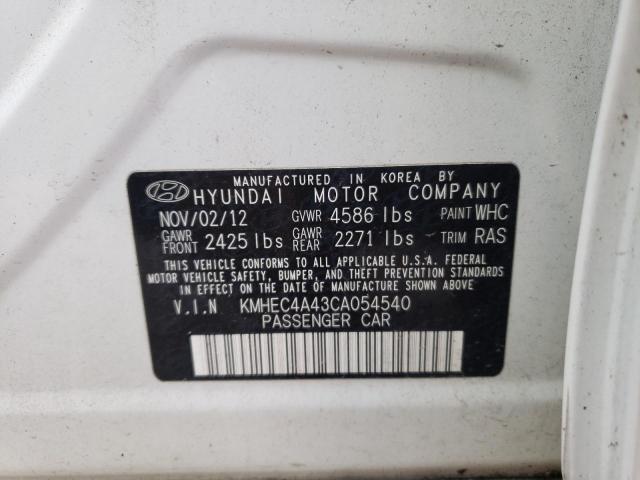 MANUFACTURED IN KOREA BY
HYUNDAI MOTOR COMPANY
NOV/02/12 GVWR 4586 lbs PAINT WHC
GAWR FRONT 2425 lbs GAWR REAR 2271 lbs TRIM RAS
THIS VEHICLE CONFORMS TO ALL APPLICABLE U.S.A. FEDERAL
MOTOR VEHICLE SAFETY, BUMPER, AND THEFT PREVENTION STANDARDS
IN EFFECT ON THE DATE OF MANUFACTURE SHOWN ABOVE
V.I.N KMHEC4A43CA054540
PASSENGER CAR